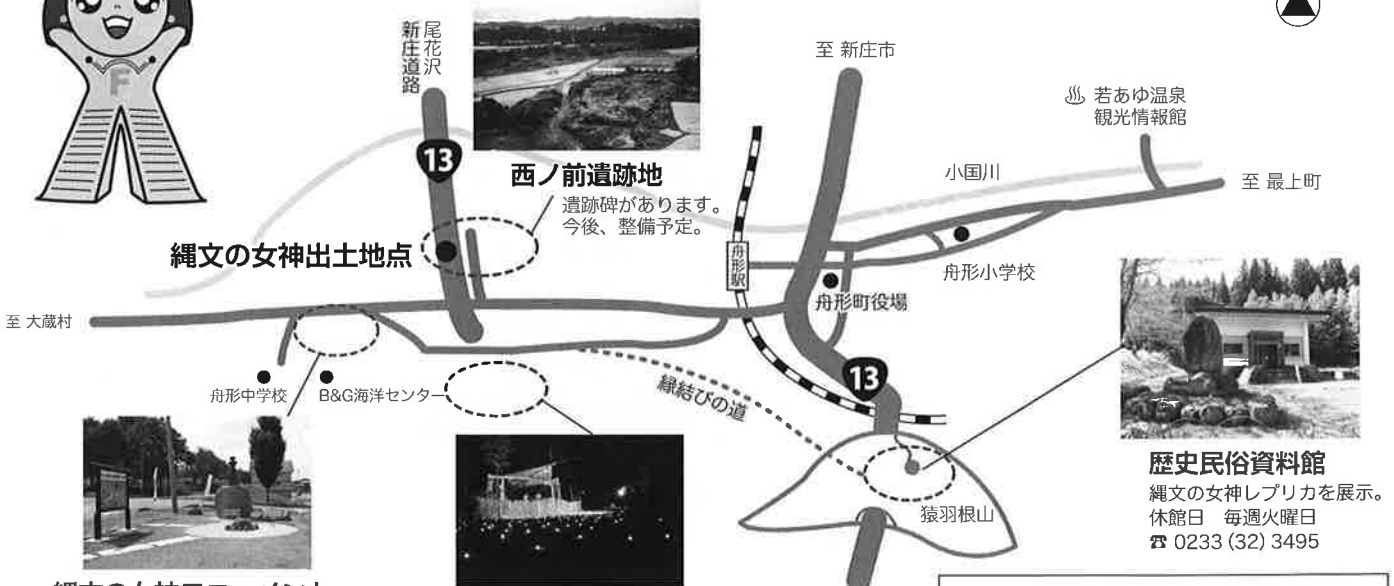 F
尾花沢
新庄道路
13
西ノ前遺跡地
遺跡碑があります。
今後、整備予定。
縄文の女神出土地点
至 大蔵村
至 新庄市
若あゆ温泉
観光情報館
小国川
至 最上町
舟形駅
舟形小学校
舟形町役場
13
縁結びの道
舟形中学校
B&G海洋センター
猿羽根山
歴史民俗資料館
縄文の女神レプリカを展示。
休館日 毎週火曜日
☎ 0233 (32) 3495